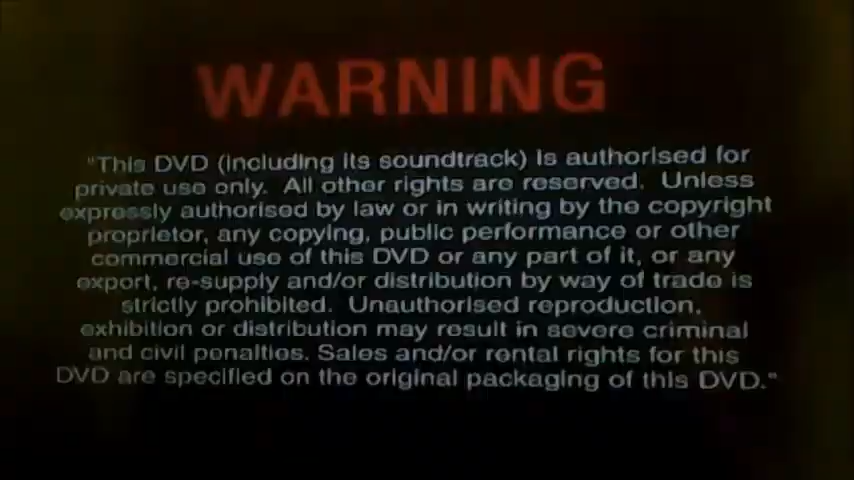 WARNING
"This DVD (including its soundtrack) is authorised for
private use only. All other rights are reserved. Unless
expressly authorised by law or in writing by the copyright
proprietor, any copying, public performance or other
commercial use of this DVD or any part of it, or any
export, re-supply and/or distribution by way of trade is
strictly prohibited. Unauthorised reproduction,
exhibition or distribution may result in severe criminal
and civil penalties. Sales and/or rental rights for this
DVD are specified on the original packaging of this DVD."